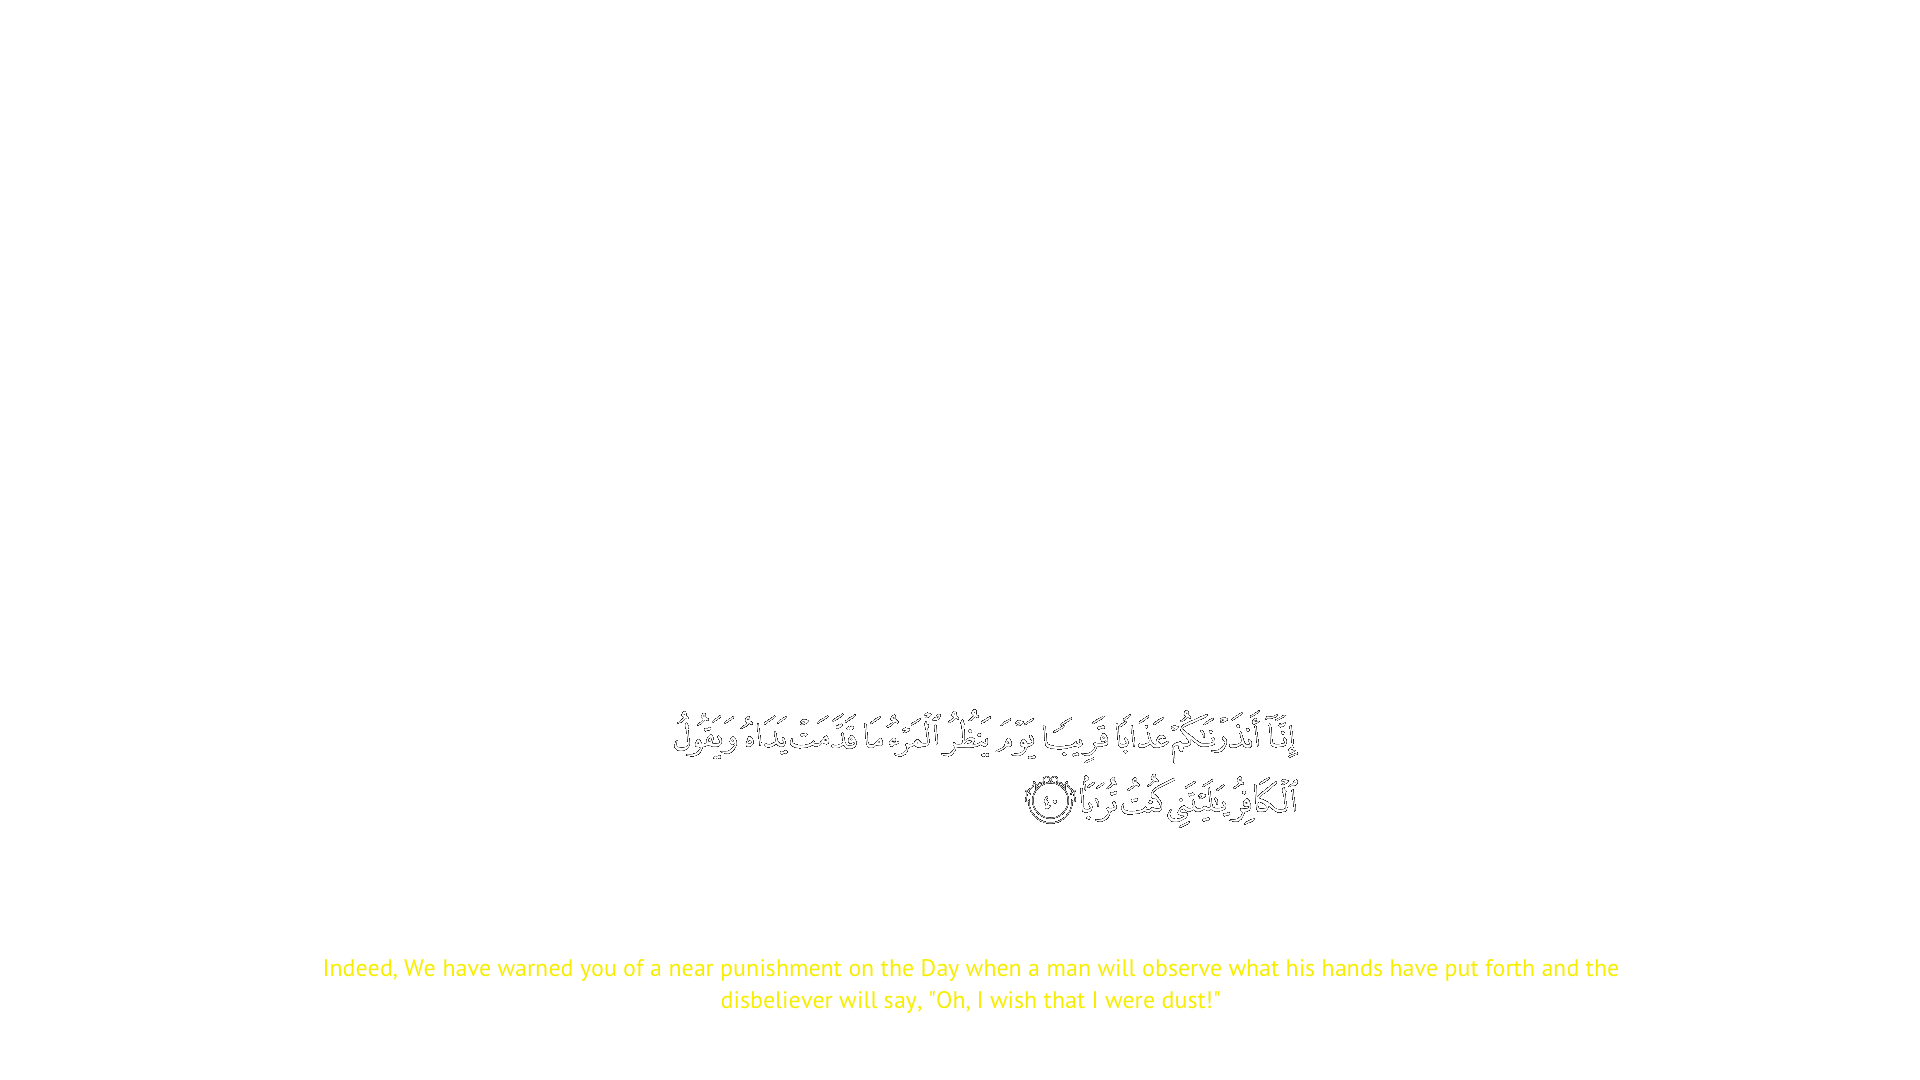 إِنَّآ أَنذَرْنَـٰكُمْ عَذَابًا قَرِيبًا يَوْمَ يَنظُرُ ٱلْمَرْءُ مَا قَدَّمَتْ يَدَاهُ وَيَقُولُ
ٱلْكَافِرُ يَـٰلَيْتَنِى كُنتُ تُرَٰبًۢا ٤٠
Indeed, We have warned you of a near punishment on the Day when a man will observe what his hands have put forth and the
disbeliever will say, "Oh, I wish that I were dust!"